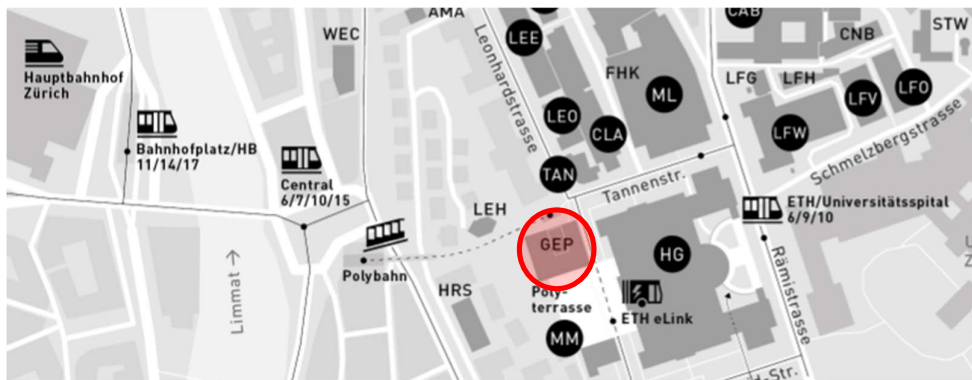 AMA
CAB
WEC
LEE
CNB
STW
Leonhardstrasse
Hauptbahnhof
Zürich
FHK
LFG
LFH
ML
LFV
LFO
LEO
CLA
LFW
Bahnhofplatz/HB
11/14/17
Central
6/7/10/15
TAN
Schmelzbergstrasse
Tannenstr.
ETH/Universitätsspital
6/9/10
LEH
GEP
HG
Polybahn
Limmat →
HRS
Poly-
terrasse
ETH eLink
Rämistrasse
MM
-Str.